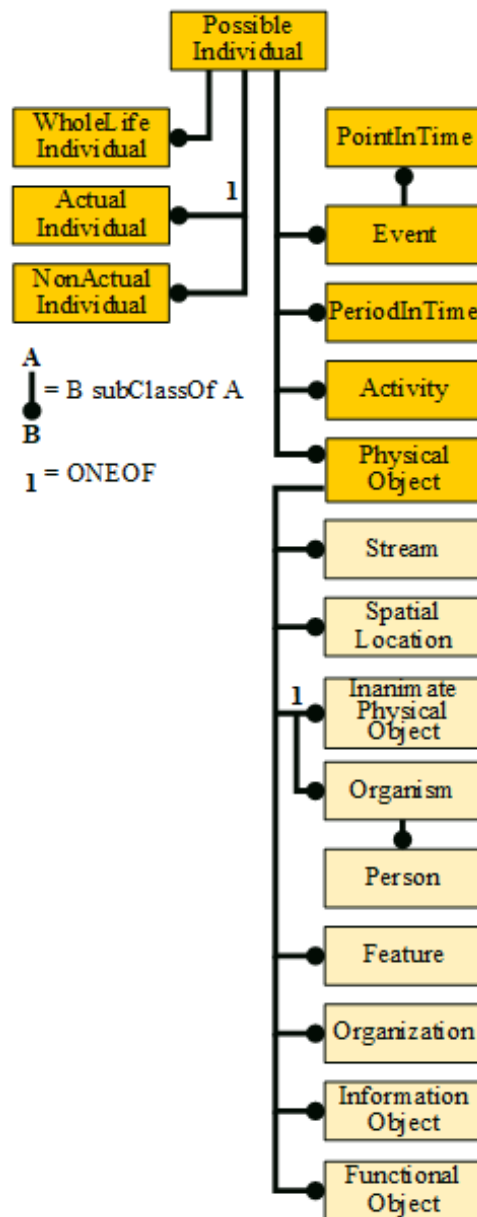 Possible
Individual
WholeLife
Individual
PointInTime
Actual
Individual
1
Event
NonActual
Individual
PeriodInTime
A
= B subClassOf A
B
Activity
1 = ONEOF
Physical
Object
Stream
Spatial
Location
1
Inanimate
Physical
Object
Organism
Person
Feature
Organization
Information
Object
Functional
Object